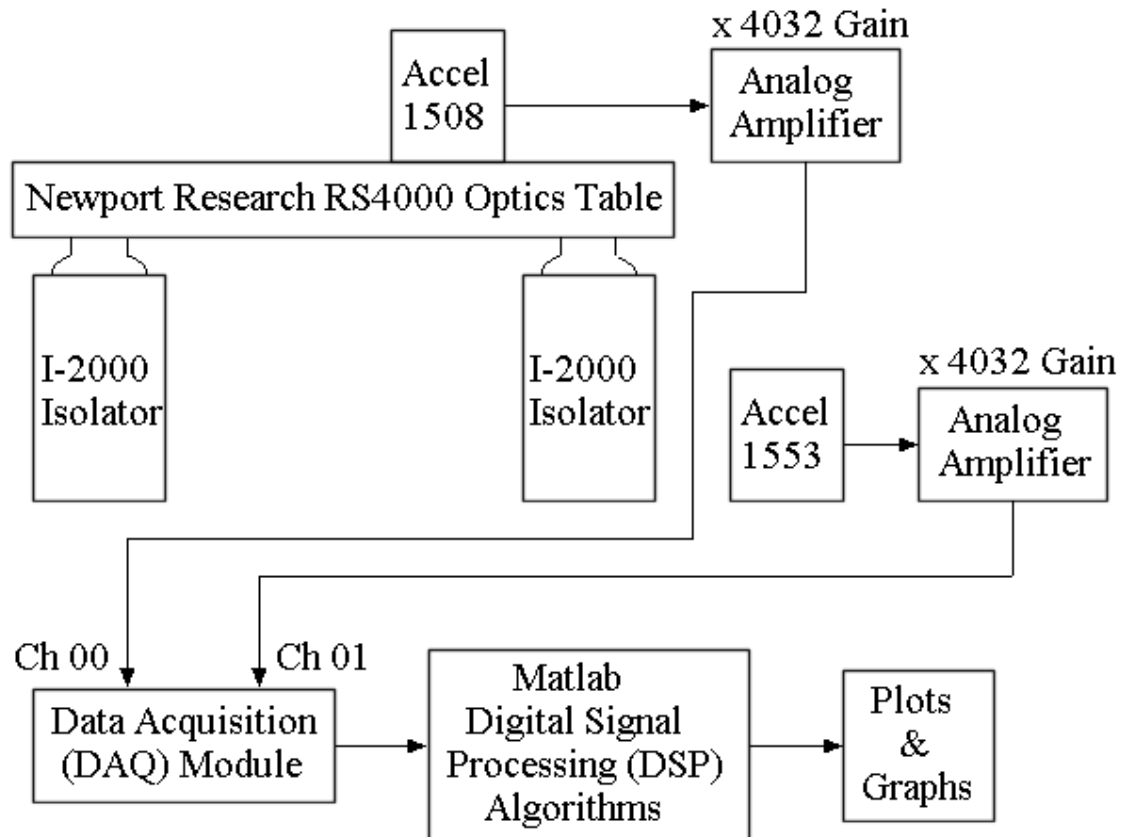 x 4032 Gain
Accel
1508
Analog
Amplifier
Newport Research RS4000 Optics Table
I-2000
Isolator
I-2000
Isolator
x 4032 Gain
Accel
1553
Analog
Amplifier
Ch 00
Ch 01
Data Acquisition
(DAQ) Module
Matlab
Digital Signal
Processing (DSP)
Algorithms
Plots
&
Graphs